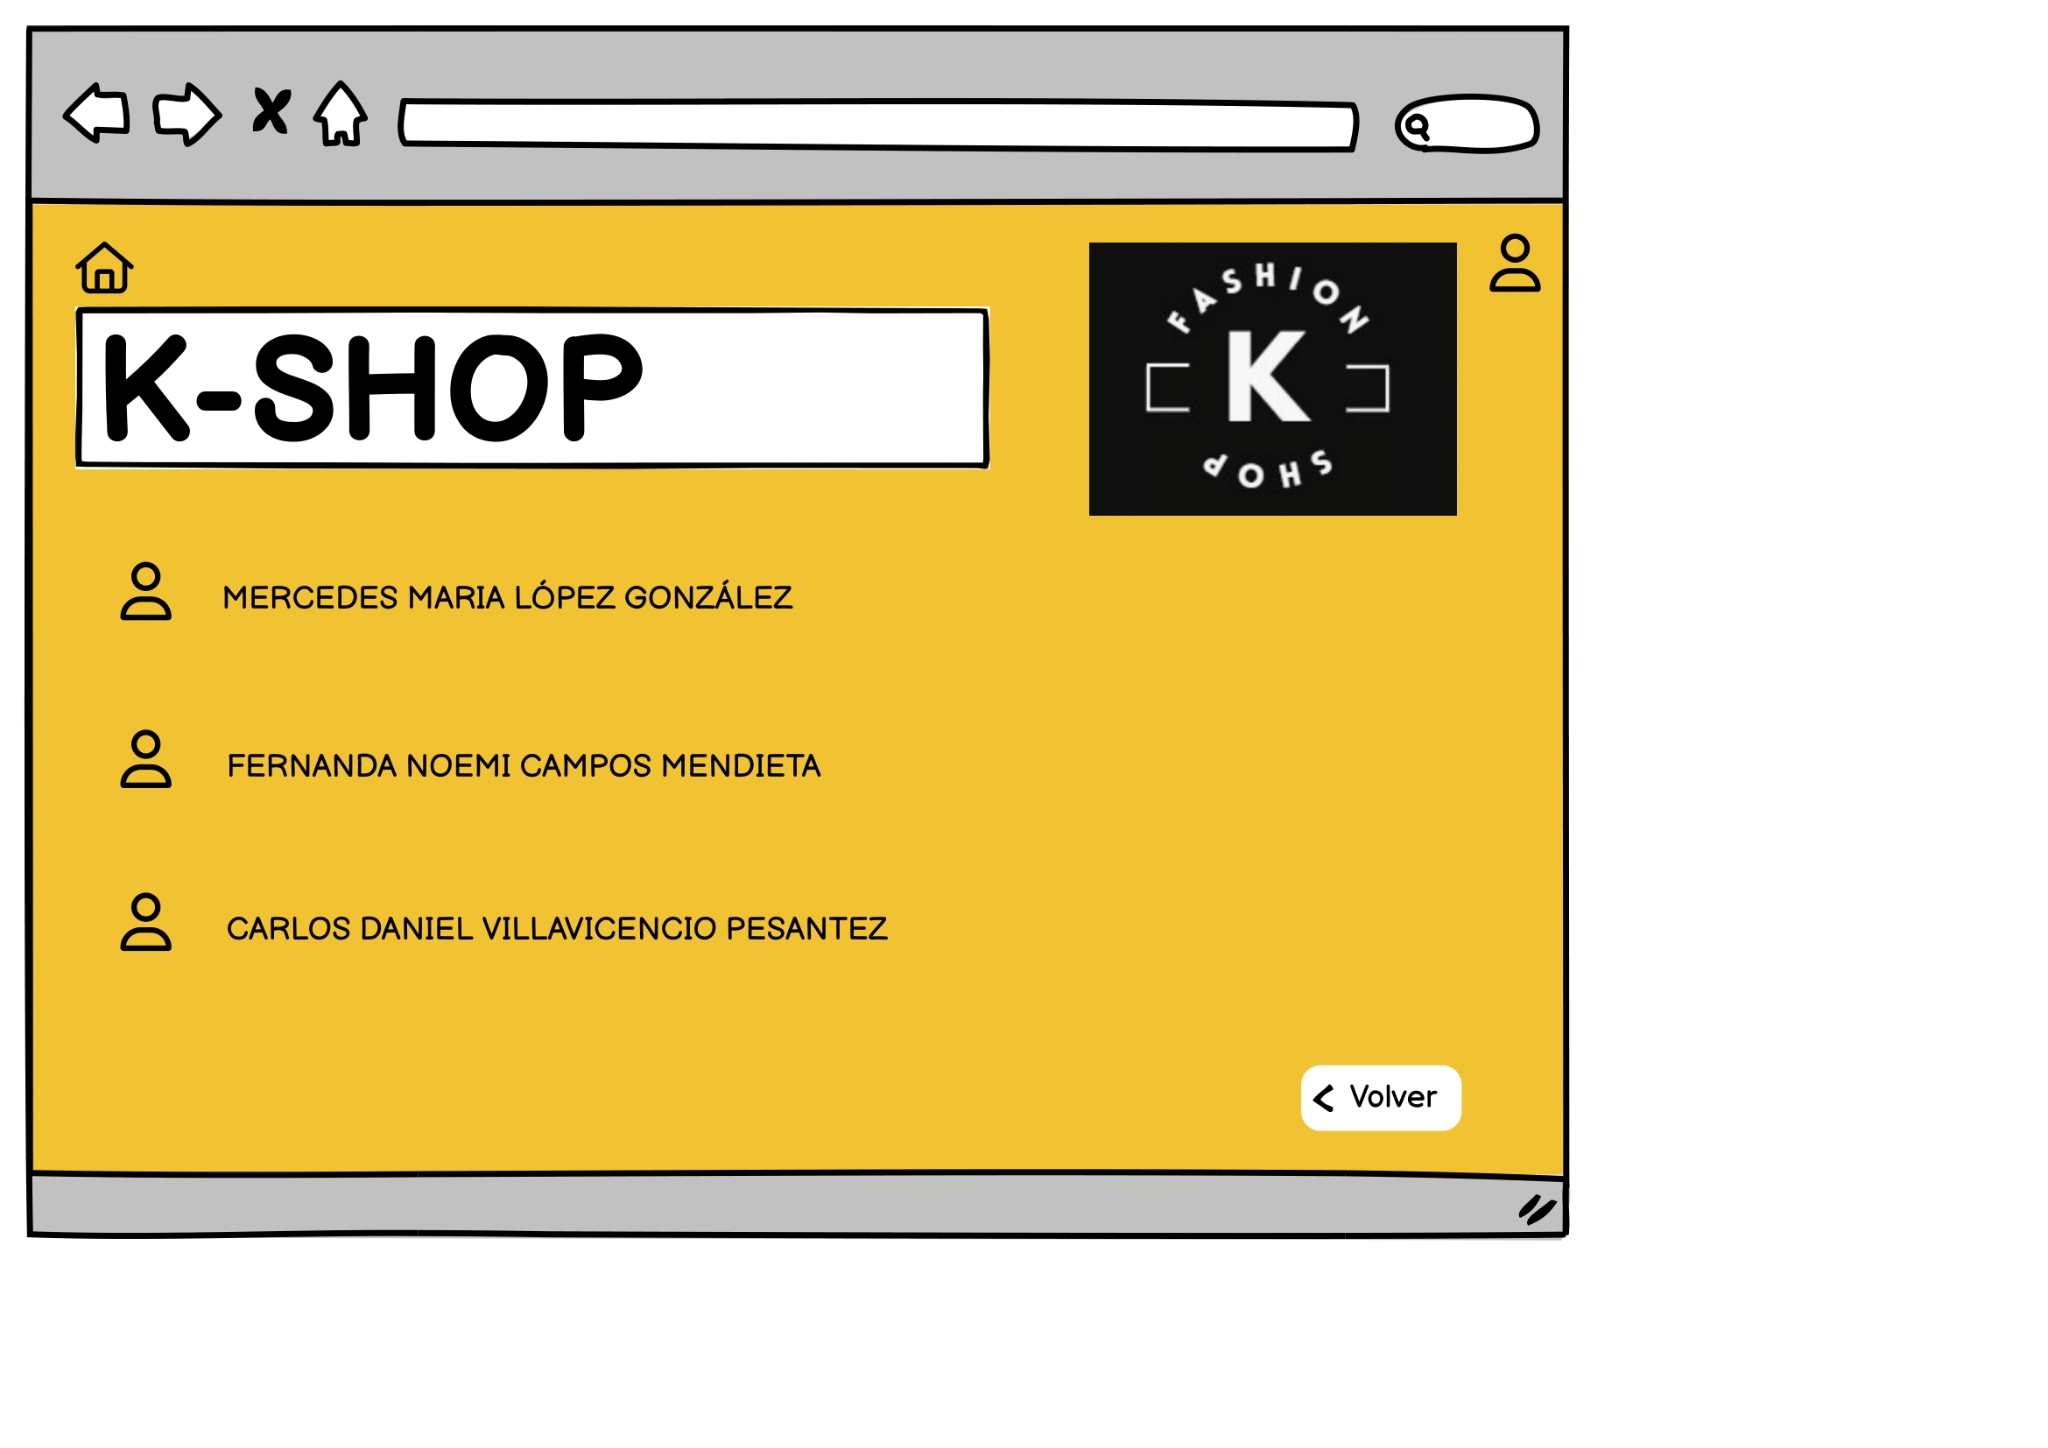 FASHION
K
SHOP
K-SHOP
MERCEDES MARIA LÓPEZ GONZÁLEZ
FERNANDA NOEMI CAMPOS MENDIETA
CARLOS DANIEL VILLAVICENCIO PESANTEZ
Volver